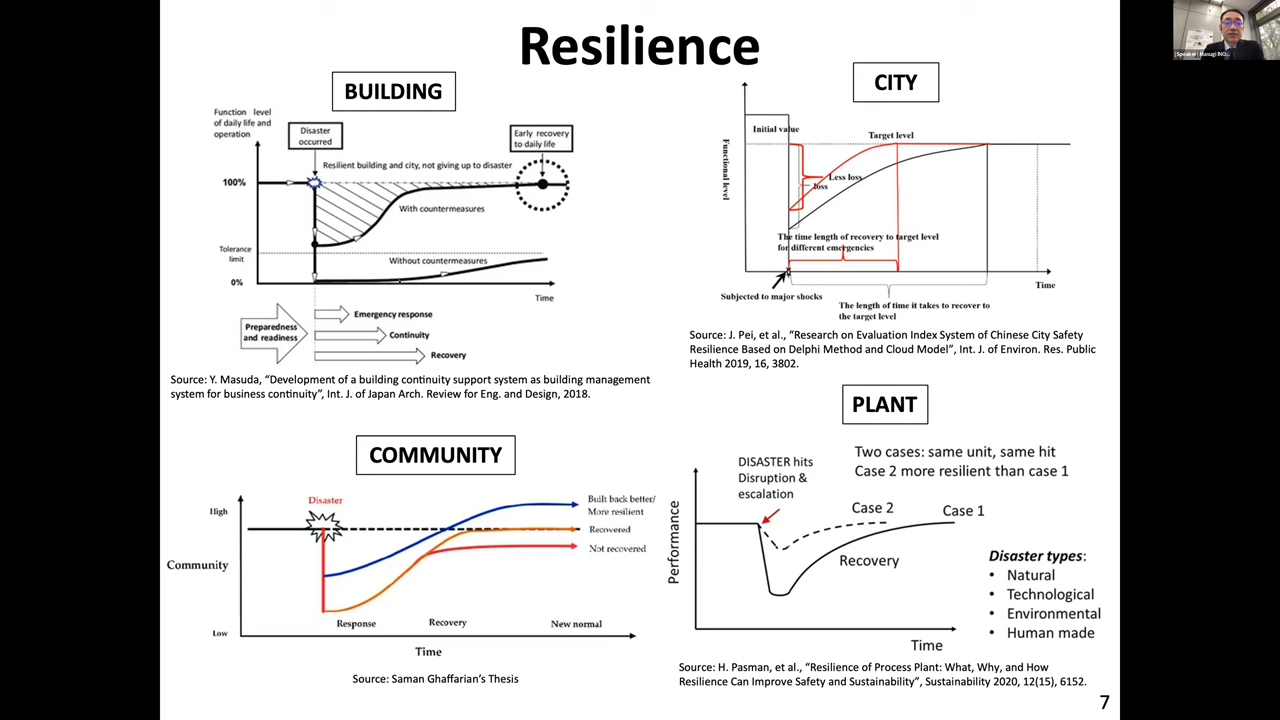 Resilience
BUILDING
Function level
of daily life and
operation
Disaster
occurred
Early recovery
to daily life
Resilient building and city, not giving up to disaster
100%
With countermeasures
Tolerance
limit
Without countermeasures
0%
Time
Preparedness
and readiness
Emergency response
Continuity
Recovery
Source: Y. Masuda, “Development of a building continuity support system as building management
system for business continuity”, Int. J. of Japan Arch. Review for Eng. and Design, 2018.
CITY
Initial value
Target level
Functional level
Less loss
loss
The time length of recovery to target level
for different emergencies
Time
Subjected to major shocks
The length of time it takes to recover to
the target level
Source: J. Pei, et al., “Research on Evaluation Index System of Chinese City Safety
Resilience Based on Delphi Method and Cloud Model”, Int. J. of Environ. Res. Public
Health 2019, 16, 3802.
COMMUNITY
Disaster
High
Built back better/
More resilient
Recovered
Not recovered
Community
Low
Response
Recovery
New normal
Time
Source: Saman Ghaffarian’s Thesis
PLANT
Two cases: same unit, same hit
Case 2 more resilient than case 1
DISASTER hits
Disruption &
escalation
Case 2
Case 1
Performance
Recovery
Time
Disaster types:
• Natural
• Technological
• Environmental
• Human made
Source: H. Pasman, et al., “Resilience of Process Plant: What, Why, and How
Resilience Can Improve Safety and Sustainability”, Sustainability 2020, 12(15), 6152.
7